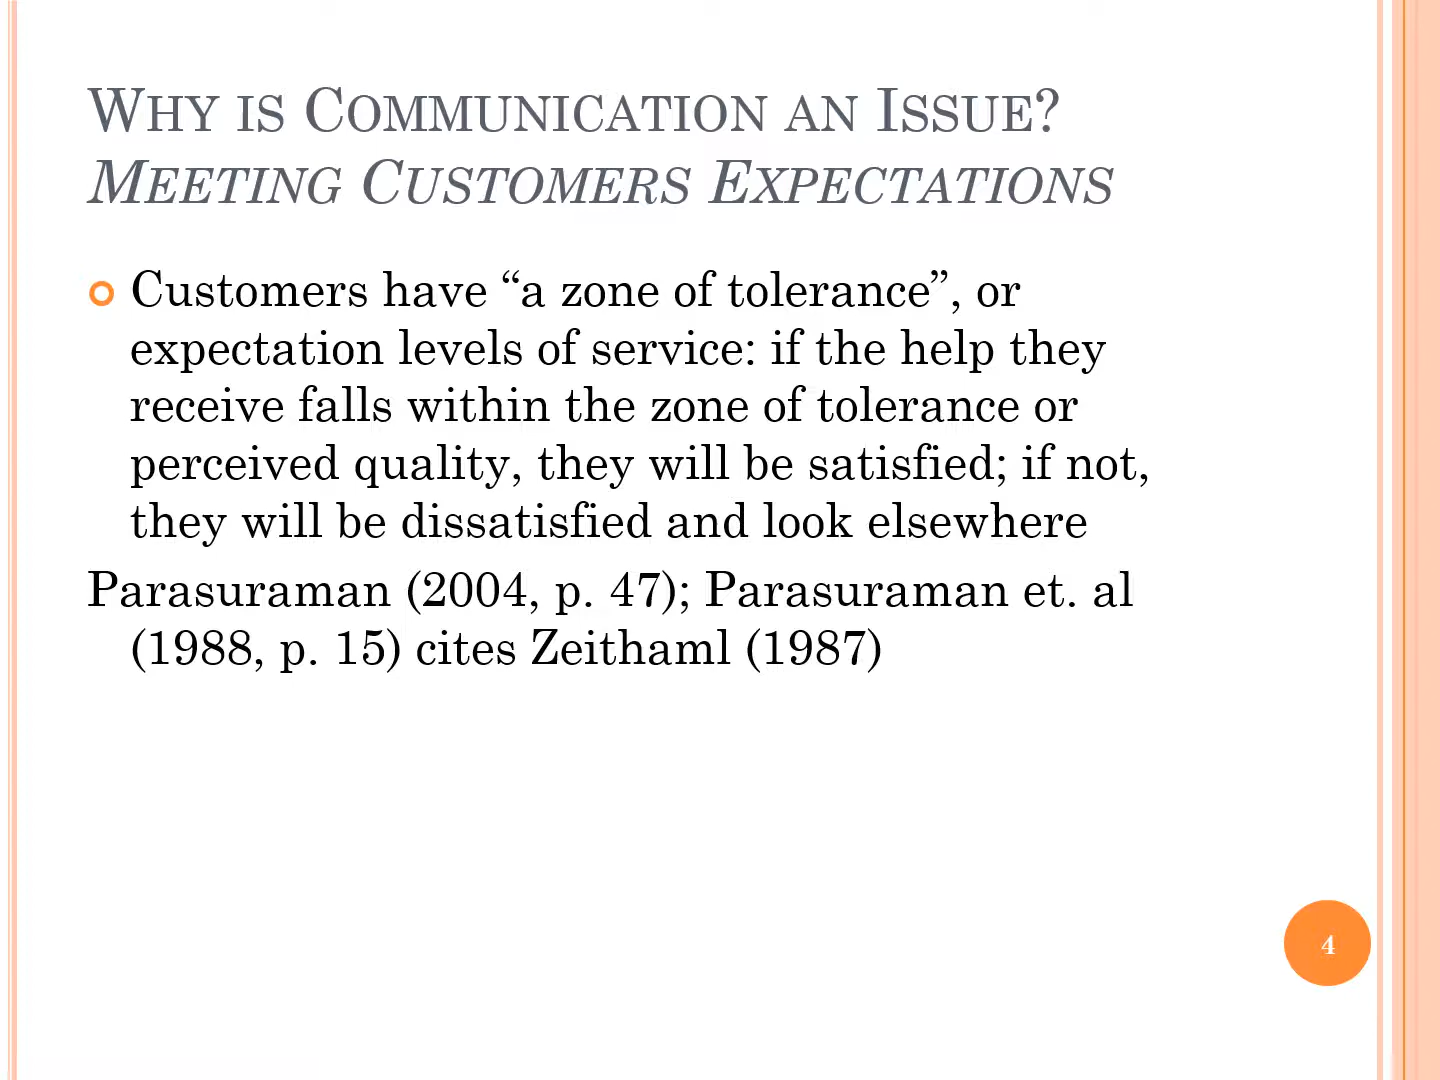 Why is Communication an Issue?
Meeting Customers Expectations
Customers have “a zone of tolerance”, or
expectation levels of service: if the help they
receive falls within the zone of tolerance or
perceived quality, they will be satisfied; if not,
they will be dissatisfied and look elsewhere
Parasuraman (2004, p. 47); Parasuraman et. al
(1988, p. 15) cites Zeithaml (1987)
4